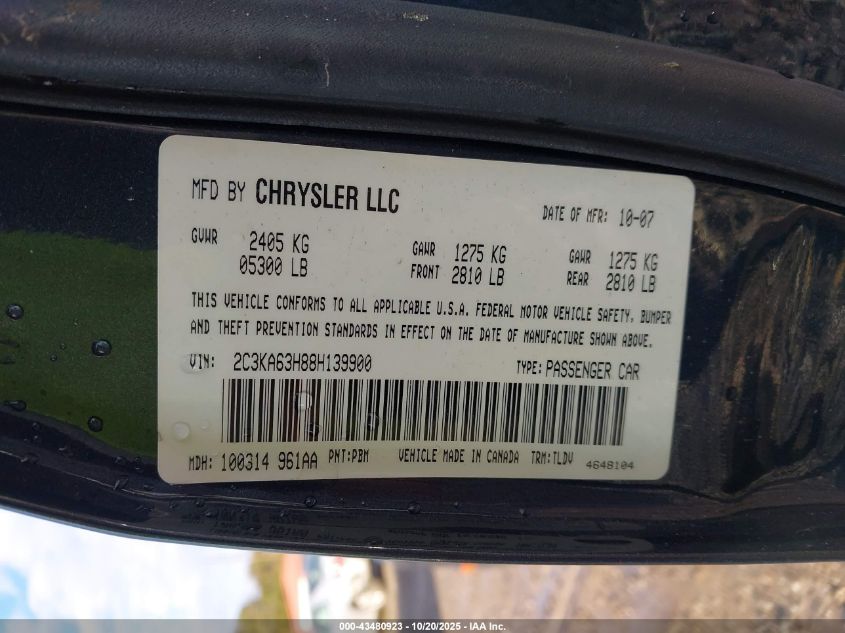 MFD BY CHRYSLER LLC DATE OF MFR: 10-07
GVWR 2405 KG GAWR 1275 KG GAWR 1275 KG
05300 LB FRONT 2810 LB REAR 2810 LB
THIS VEHICLE CONFORMS TO ALL APPLICABLE U.S.A. FEDERAL MOTOR VEHICLE SAFETY, BUMPER
AND THEFT PREVENTION STANDARDS IN EFFECT ON THE DATE OF MANUFACTURE SHOWN ABOVE.
VIN: 2C3KA63H88H139900 TYPE: PASSENGER CAR
MDH: 100314 961AA PNT:PBM VEHICLE MADE IN CANADA TRM:TLDV 4648104
000-43480923 - 10/20/2025 - IAA Inc.